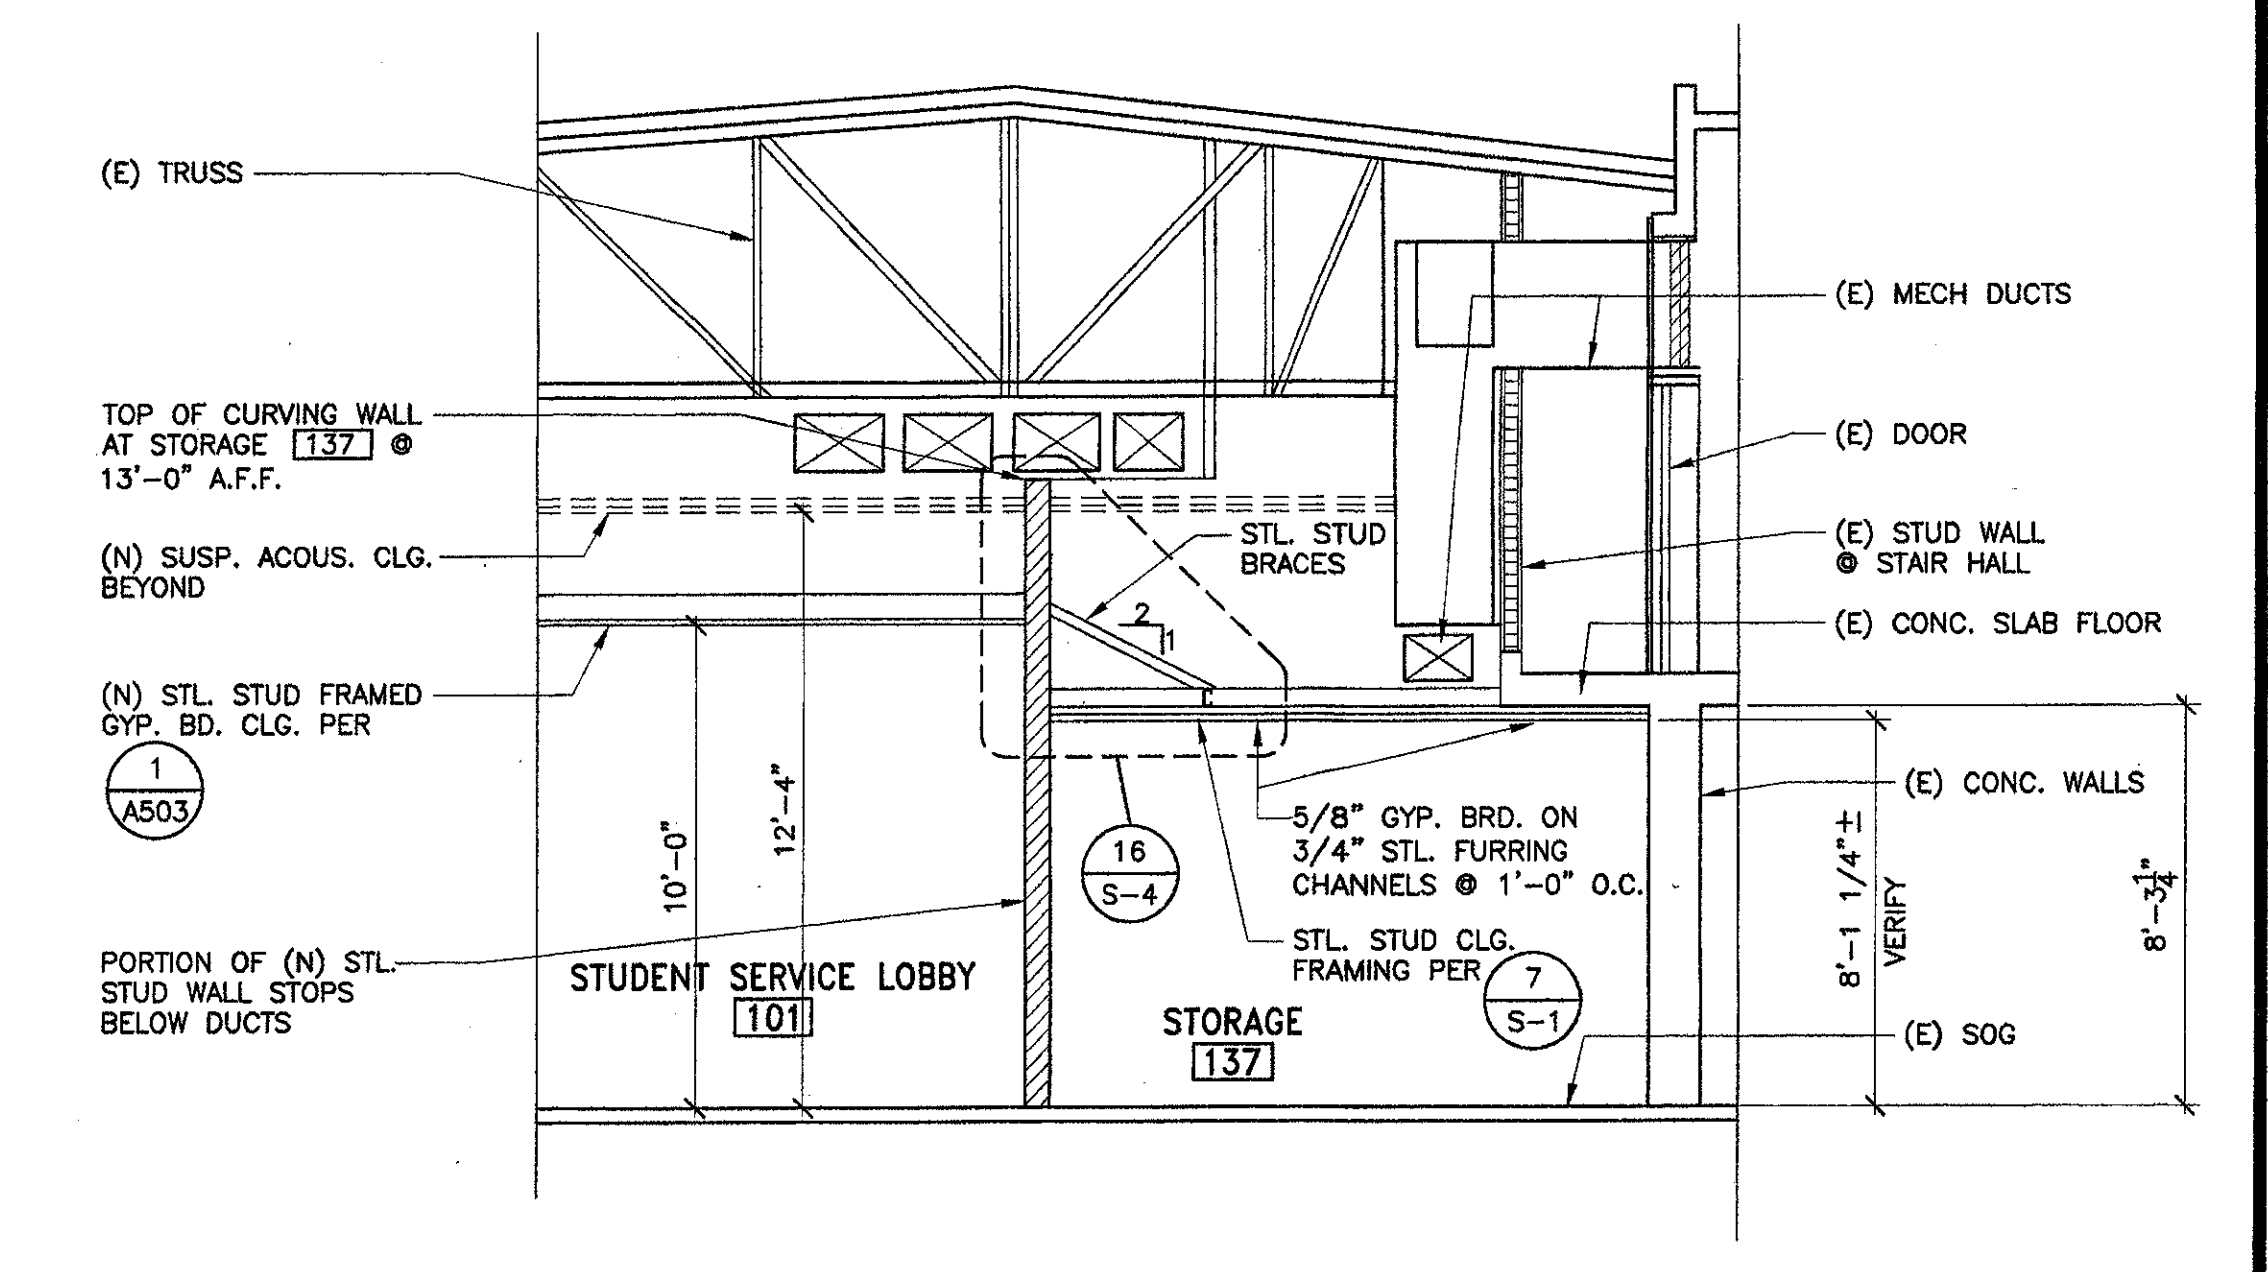 (E) TRUSS
TOP OF CURVING WALL
AT STORAGE 137 @
13'-0" A.F.F.
(N) SUSP. ACOUS. CLG.
BEYOND
(N) STL. STUD FRAMED
GYP. BD. CLG. PER
1
A503
PORTION OF (N) STL.
STUD WALL STOPS
BELOW DUCTS
10'-0"
12'-4"
STUDENT SERVICE LOBBY
101
STL. STUD
BRACES
2
1
16
S-4
5/8" GYP. BRD. ON
3/4" STL. FURRING
CHANNELS @ 1'-0" O.C.
STL. STUD CLG.
FRAMING PER
7
S-1
STORAGE
137
(E) MECH DUCTS
(E) DOOR
(E) STUD WALL
@ STAIR HALL
(E) CONC. SLAB FLOOR
(E) CONC. WALLS
8'-1 1/4"±
VERIFY
8'-3 1/4"
(E) SOG